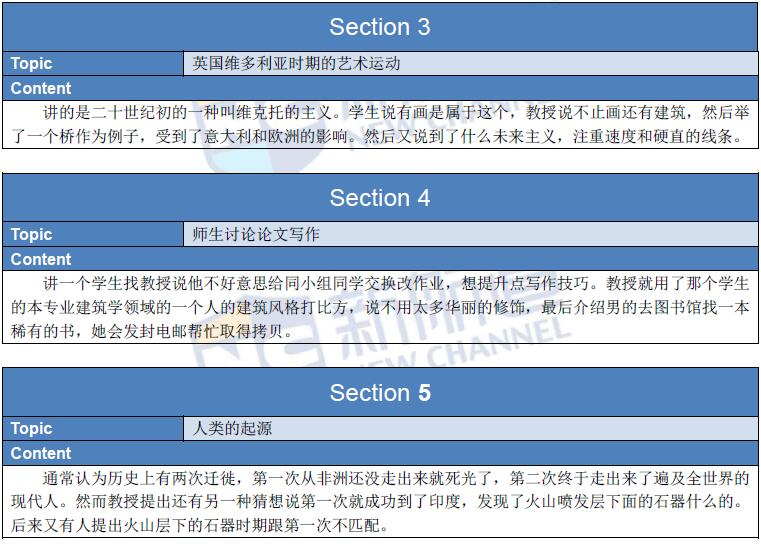 Section 3
Topic 英国维多利亚时期的艺术运动
Content
讲的是二十世纪初的一种叫维克托的主义。学生说有画是属于这个，教授说不止画还有建筑，然后举
了一个桥作为例子，受到了意大利和欧洲的影响。然后又说到了什么未来主义，注重速度和硬直的线条。
NEW CHANNEL
Section 4
Topic 师生讨论论文写作
Content
讲一个学生找教授说他不好意思给同小组同学交换改作业，想提升点写作技巧。教授就用了那个学生
的本专业建筑学领域的一个人的建筑风格打比方，说不用太多华丽的修饰，最后介绍男的去图书馆找一本
稀有的书，她会发封电邮帮忙取得拷贝。
新航道
NEW CHANNEL
Section 5
Topic 人类的起源
Content
通常认为历史上有两次迁徙，第一次从非洲还没走出来就死光了，第二次终于走出来了遍及全世界的
现代人。然而教授提出还有另一种猜想说第一次就成功到了印度，发现了火山喷发层下面的石器什么的。
后来又有人提出火山层下的石器时期跟第一次不匹配。